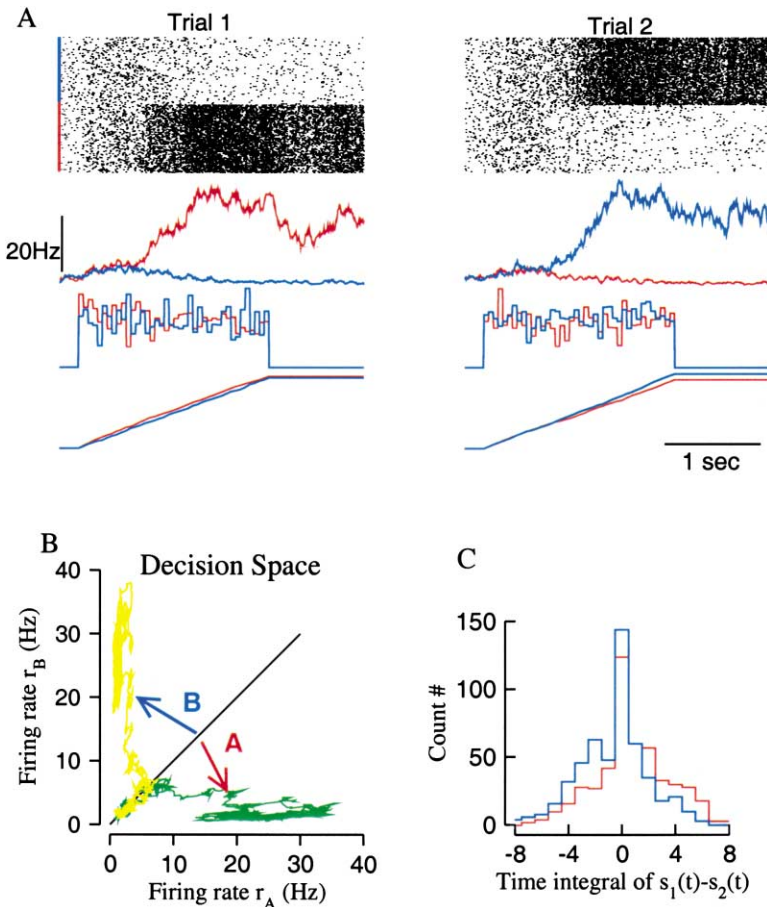 A
Trial 1
Trial 2
20Hz
1 sec
B
Decision Space
Firing rate r_B (Hz)
40
30
20
10
0
B
A
0 10 20 30 40
Firing rate r_A (Hz)
C
Count #
150
100
50
0
-8 -4 0 4 8
Time integral of s_1(t)-s_2(t)